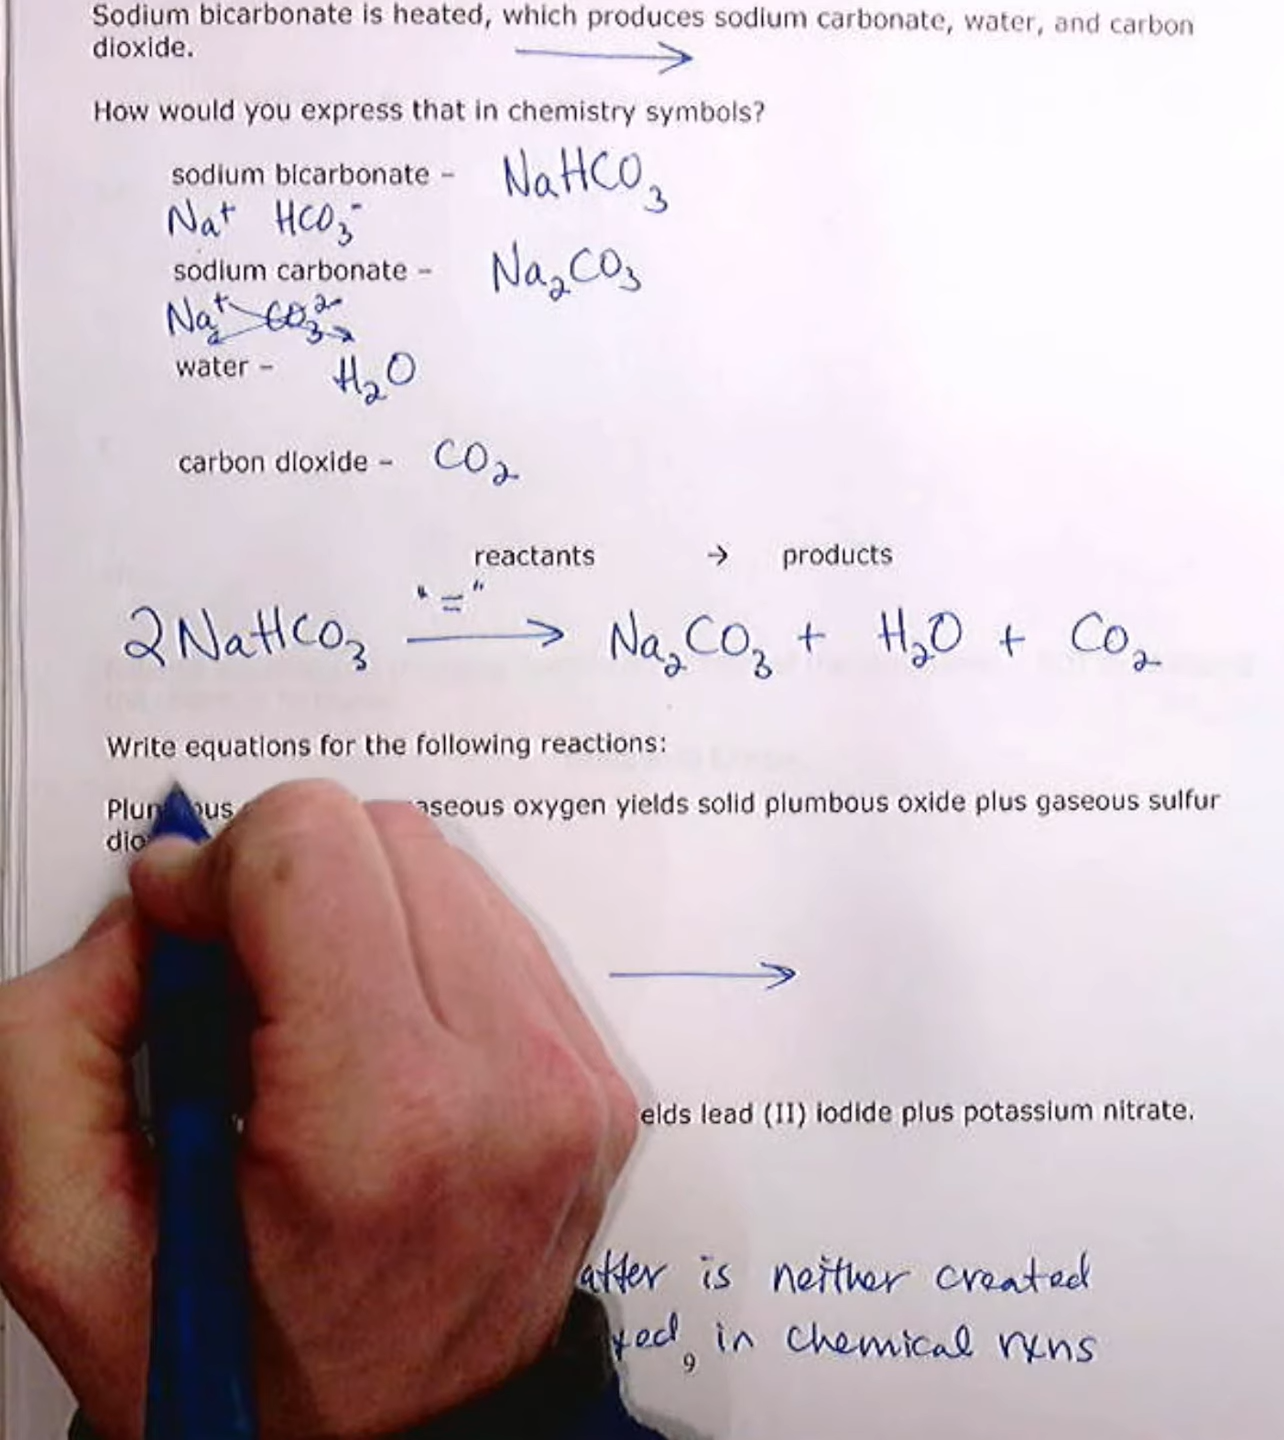 Sodium bicarbonate is heated, which produces sodium carbonate, water, and carbon
dioxide.
How would you express that in chemistry symbols?
sodium bicarbonate – NaHCO₃
Na⁺ HCO₃⁻
sodium carbonate – Na₂CO₃
Na⁺ CO₃²⁻
water – H₂O
carbon dioxide – CO₂
reactants → products
"="
2NaHCO₃ → Na₂CO₃ + H₂O + CO₂
Write equations for the following reactions:
oxygen yields solid plumbous oxide plus gaseous sulfur
lead (II) iodide plus potassium nitrate.
is neither created
in chemical rxns
9